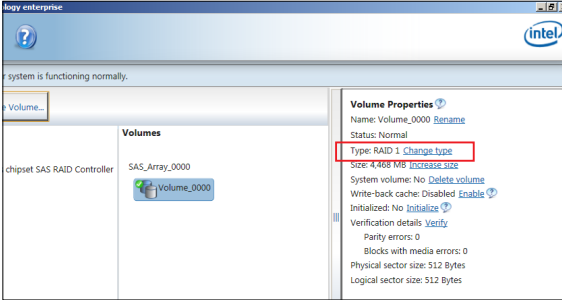 ology enterprise
intel
r system is functioning normally.
e Volume...
Volumes
chipset SAS RAID Controller
SAS_Array_0000
Volume_0000
Volume Properties
Name: Volume_0000 Rename
Status: Normal
Type: RAID 1 Change type
Size: 4,468 MB Increase size
System volume: No Delete volume
Write-back cache: Disabled Enable
Initialized: No Initialize
Verification details Verify
Parity errors: 0
Blocks with media errors: 0
Physical sector size: 512 Bytes
Logical sector size: 512 Bytes